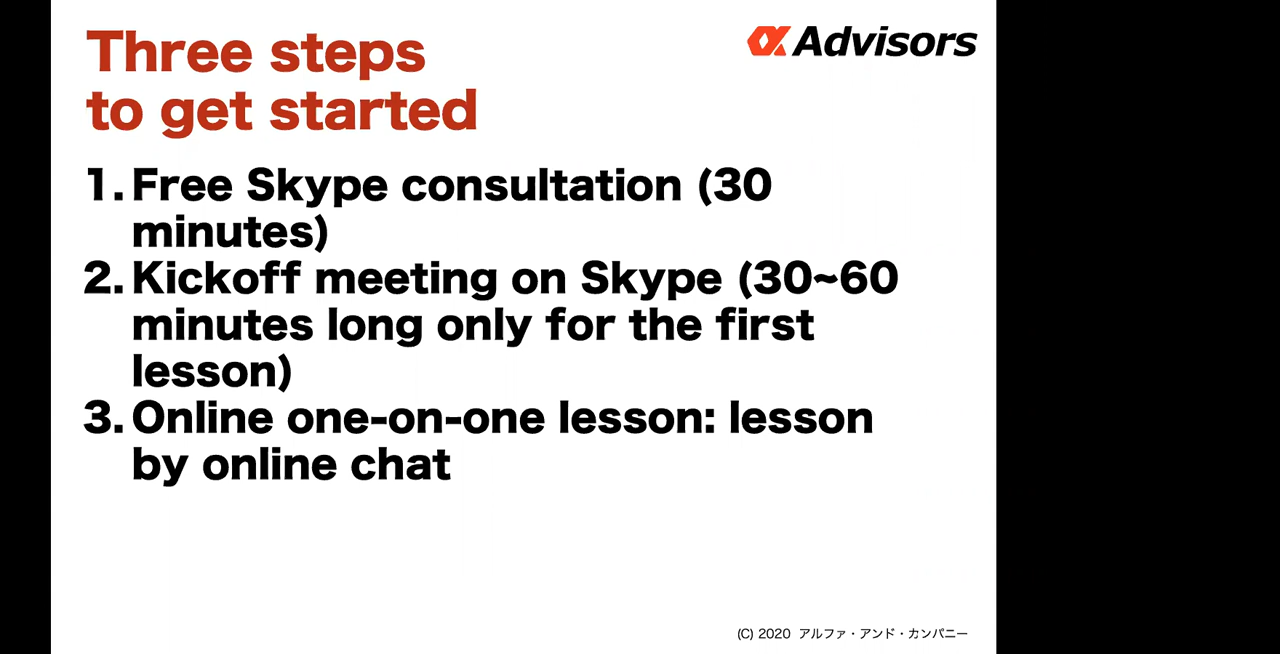 Three steps
to get started
Advisors
1. Free Skype consultation (30
minutes)
2. Kickoff meeting on Skype (30~60
minutes long only for the first
lesson)
3. Online one-on-one lesson: lesson
by online chat
(C) 2020 アルファ・アンド・カンパニー